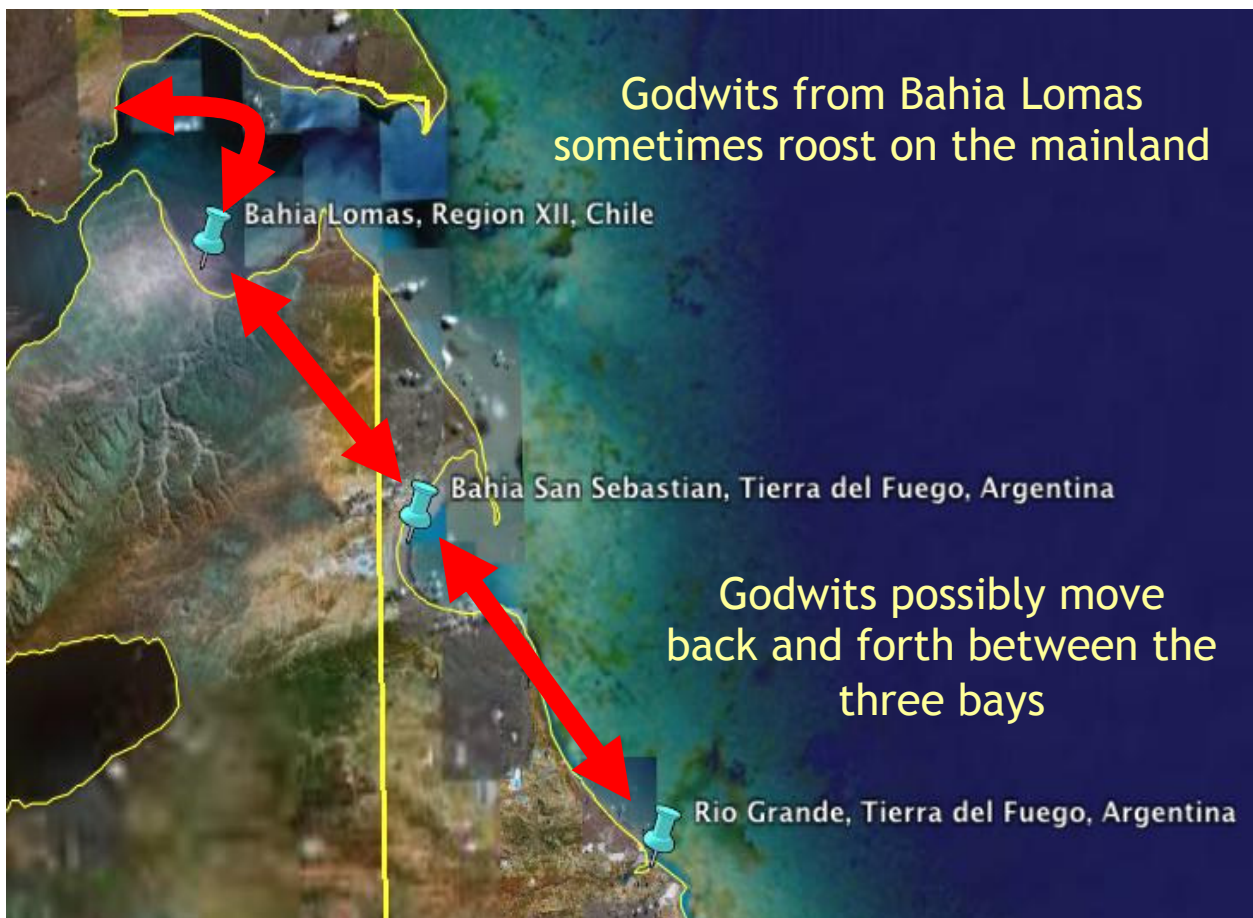 Godwits from Bahia Lomas
sometimes roost on the mainland
Bahia Lomas, Region XII, Chile
Bahia San Sebastian, Tierra del Fuego, Argentina
Godwits possibly move
back and forth between the
three bays
Rio Grande, Tierra del Fuego, Argentina